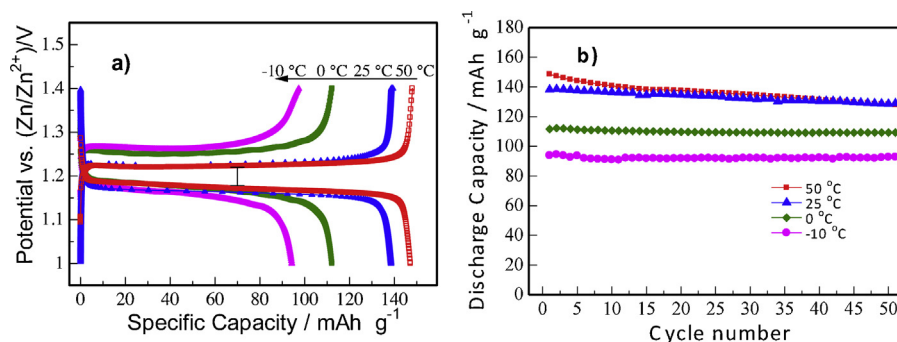 a)
-10 °C 0 °C 25 °C 50 °C
Potential vs. (Zn/Zn2+)/V
1.5
1.4
1.3
1.2
1.1
1
0 20 40 60 80 100 120 140
Specific Capacity / mAh g-1
b)
Discharge Capacity / mAh g-1
180
160
140
120
100
80
60
40
20
0
50 °C
25 °C
0 °C
-10 °C
0 5 10 15 20 25 30 35 40 45 50
Cycle number